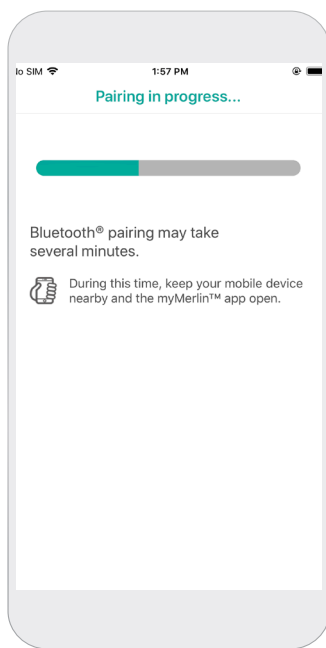 lo SIM 1:57 PM
Pairing in progress...
Bluetooth® pairing may take
several minutes.
During this time, keep your mobile device
nearby and the myMerlin™ app open.